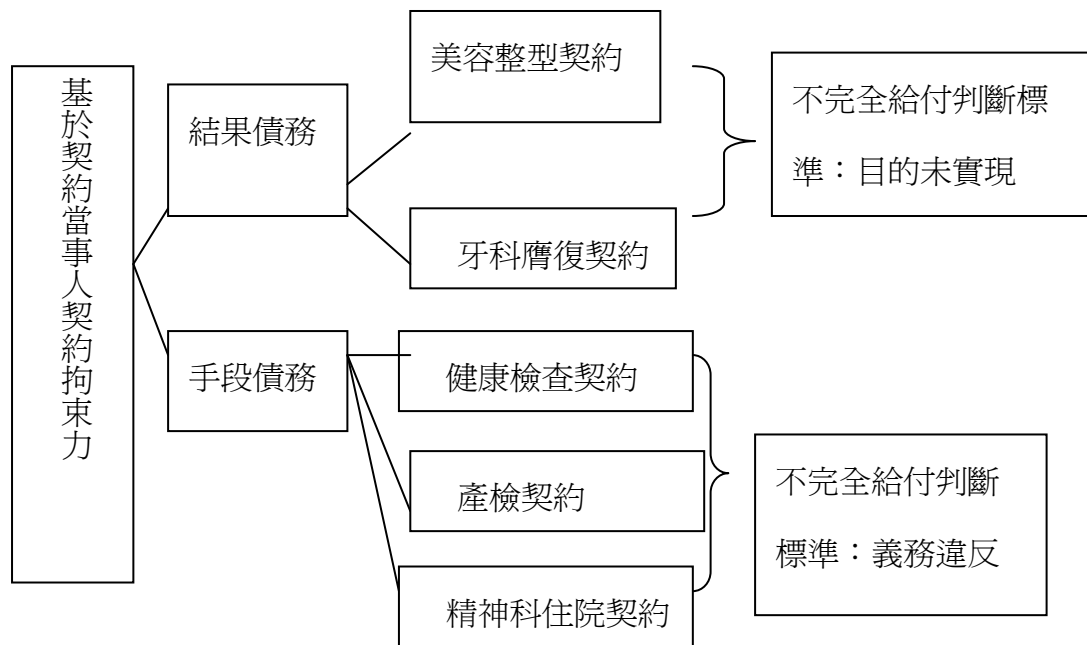 基於契約當事人契約拘束力
結果債務
美容整型契約
牙科膺復契約
不完全給付判斷標
準：目的未實現
手段債務
健康檢查契約
產檢契約
精神科住院契約
不完全給付判斷
標準：義務違反